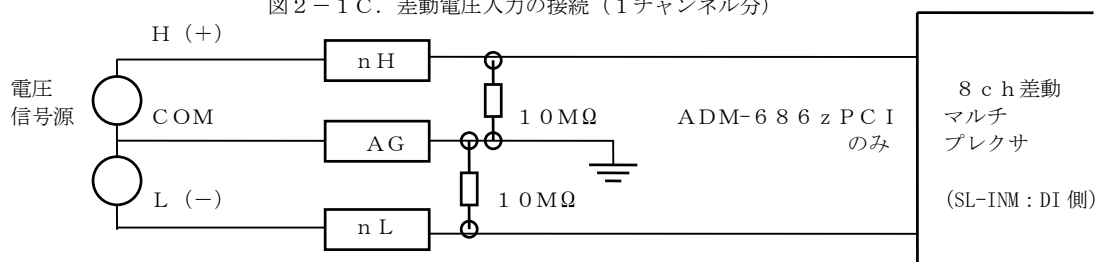 図２－１Ｃ．差動電圧入力の接続（１チャンネル分）
Ｈ（＋）
ｎＨ
電圧
信号源
ＣＯＭ
１０ＭΩ
ＡＤＭ-６８６ｚＰＣＩ
のみ
８ｃｈ差動
マルチ
プレクサ
ＡＧ
Ｌ（－）
１０ＭΩ
(SL-INM：DI 側)
ｎＬ